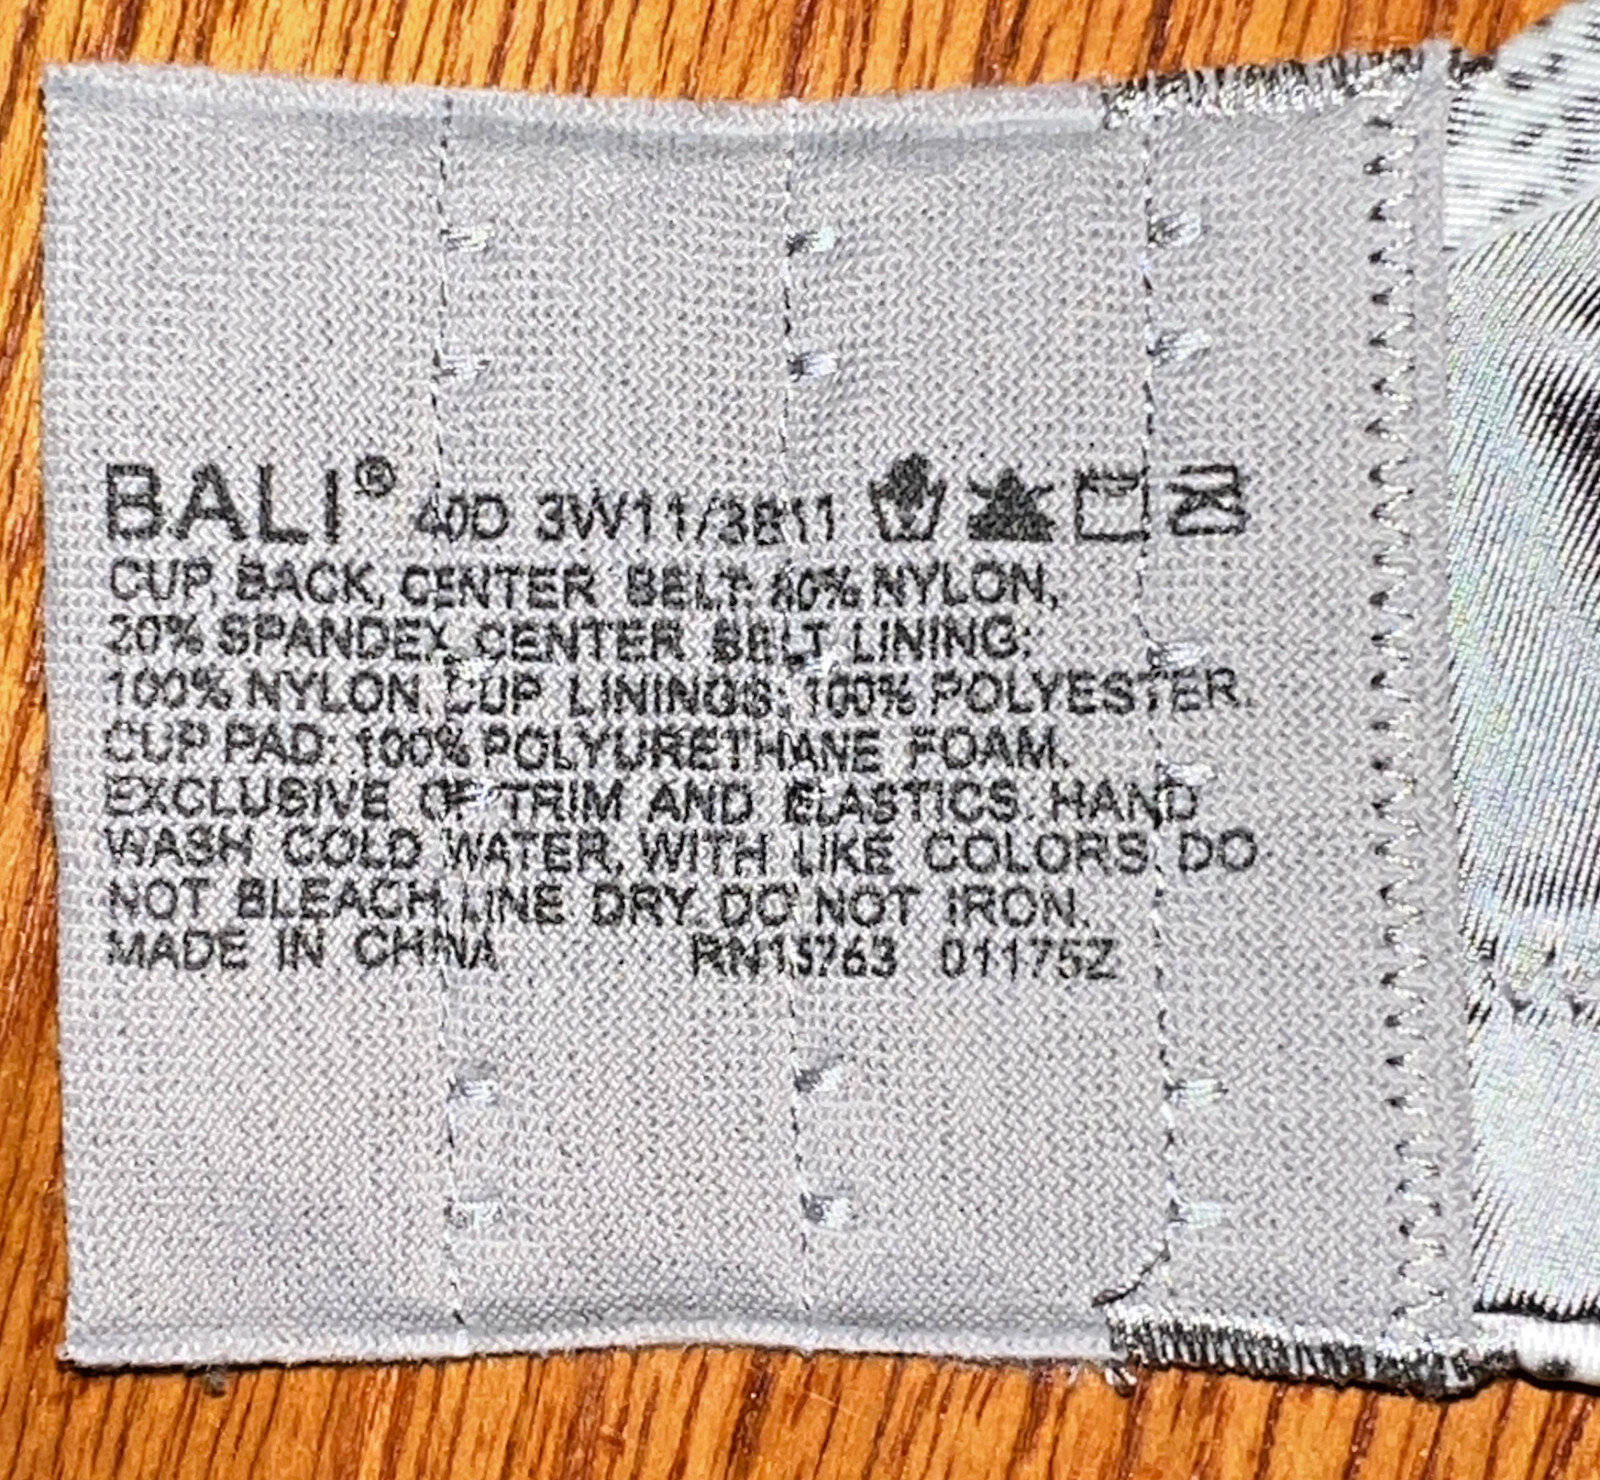 BALI® 40D 3W11/3811
CUP, BACK, CENTER BELT: 80% NYLON,
20% SPANDEX. CENTER BELT LINING:
100% NYLON. CUP LININGS: 100% POLYESTER.
CUP PAD: 100% POLYURETHANE FOAM.
EXCLUSIVE OF TRIM AND ELASTICS. HAND
WASH COLD WATER, WITH LIKE COLORS. DO
NOT BLEACH. LINE DRY. DO NOT IRON.
MADE IN CHINA RN15763 01175Z